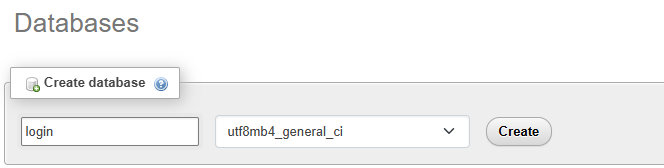 Databases
Create database
login utf8mb4_general_ci Create